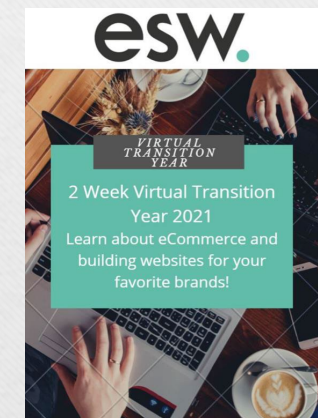 esw.
VIRTUAL
TRANSITION
YEAR
2 Week Virtual Transition
Year 2021
Learn about eCommerce and
building websites for your
favorite brands!